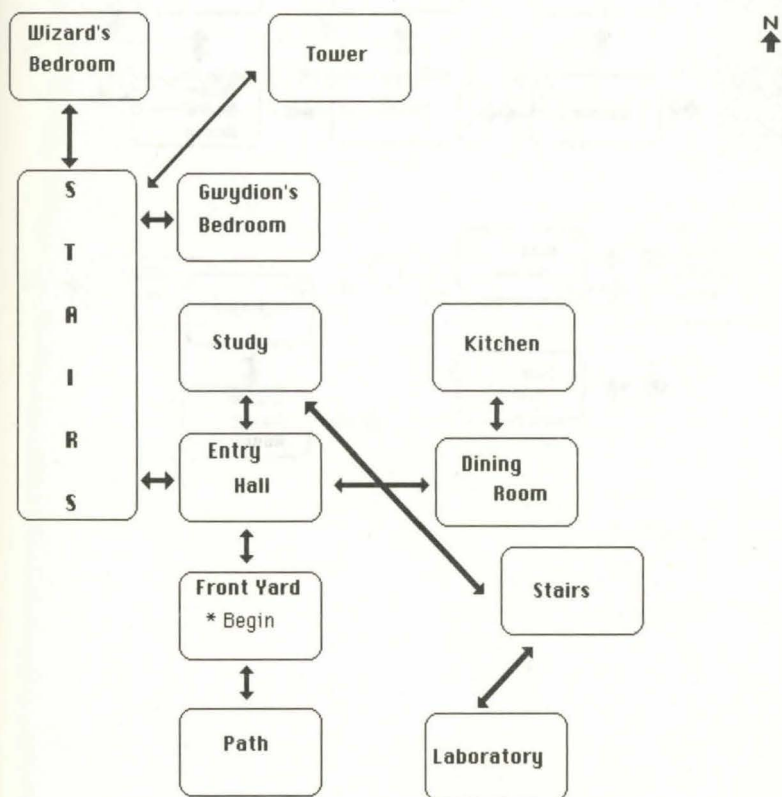 Wizard's
Bedroom
Tower
N
S
T
A
I
R
S
Gwydion's
Bedroom
Study
Kitchen
Entry
Hall
Dining
Room
Front Yard
* Begin
Stairs
Path
Laboratory